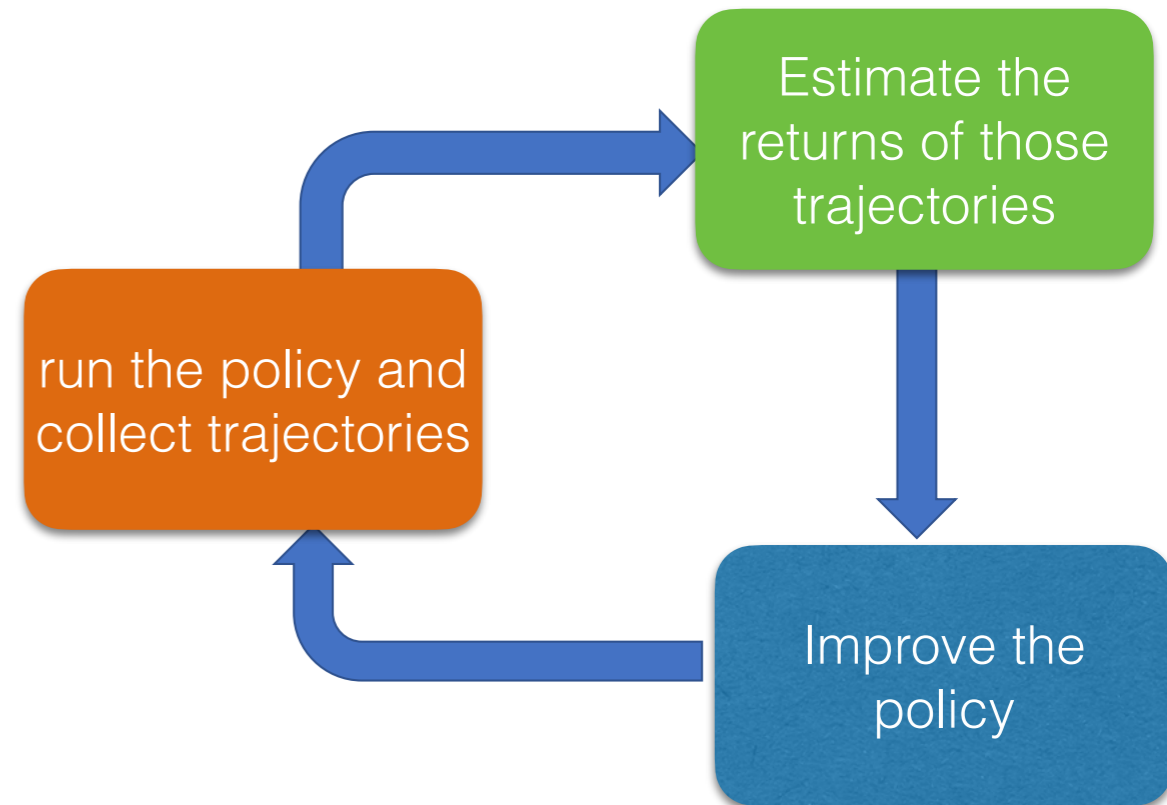 Estimate the
returns of those
trajectories
run the policy and
collect trajectories
Improve the
policy